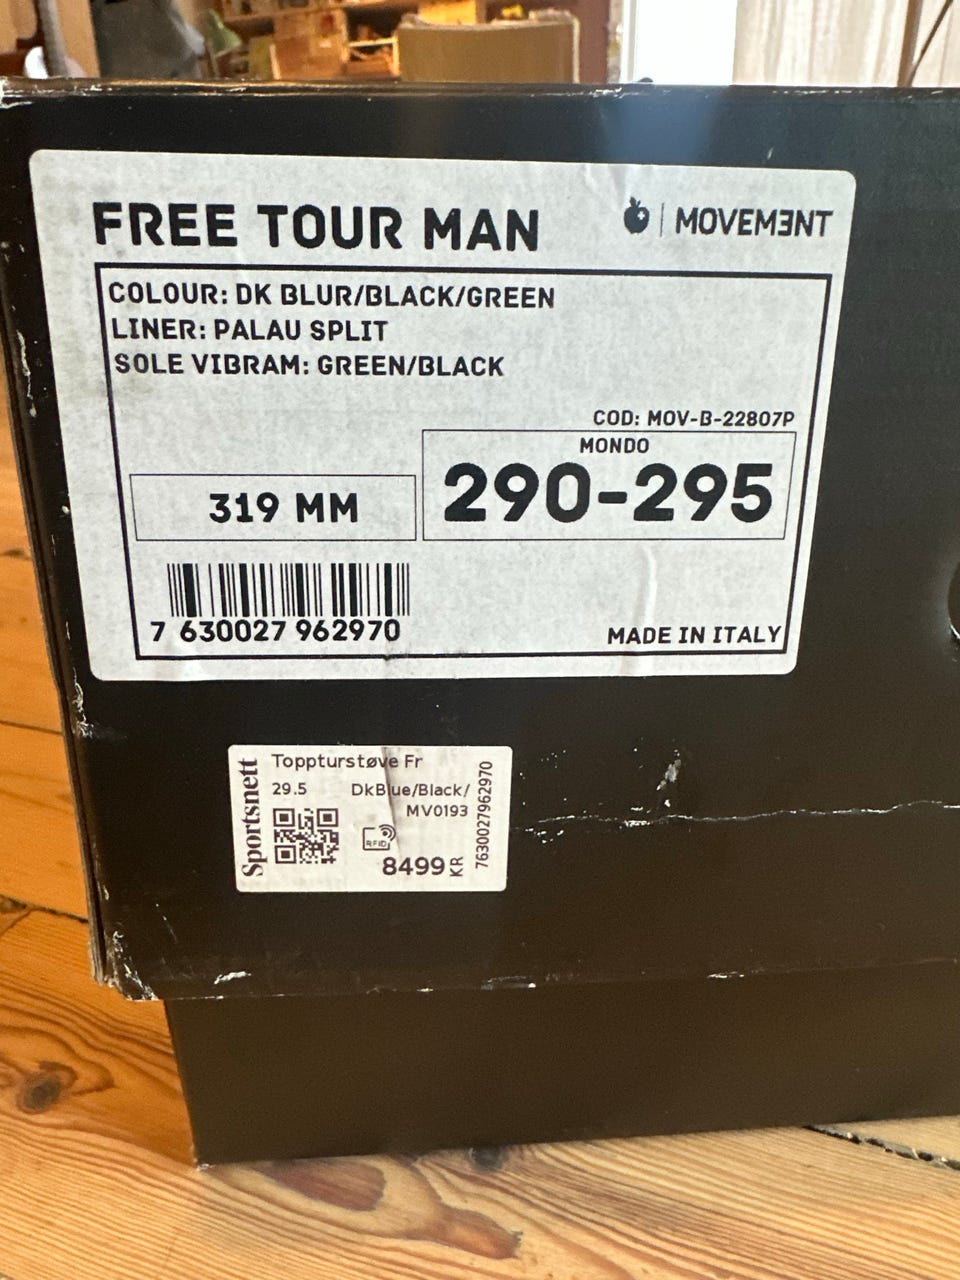 FREE TOUR MAN
MOVEMƎNT
COLOUR: DK BLUR/BLACK/GREEN
LINER: PALAU SPLIT
SOLE VIBRAM: GREEN/BLACK
COD: MOV-B-22807P
MONDO
319 MM
290-295
7 630027 962970
MADE IN ITALY
Sportsnett
Toppturstøve Fr
29.5 DkBlue/Black/
MV0193
RFID
8499 KR
7630027962970